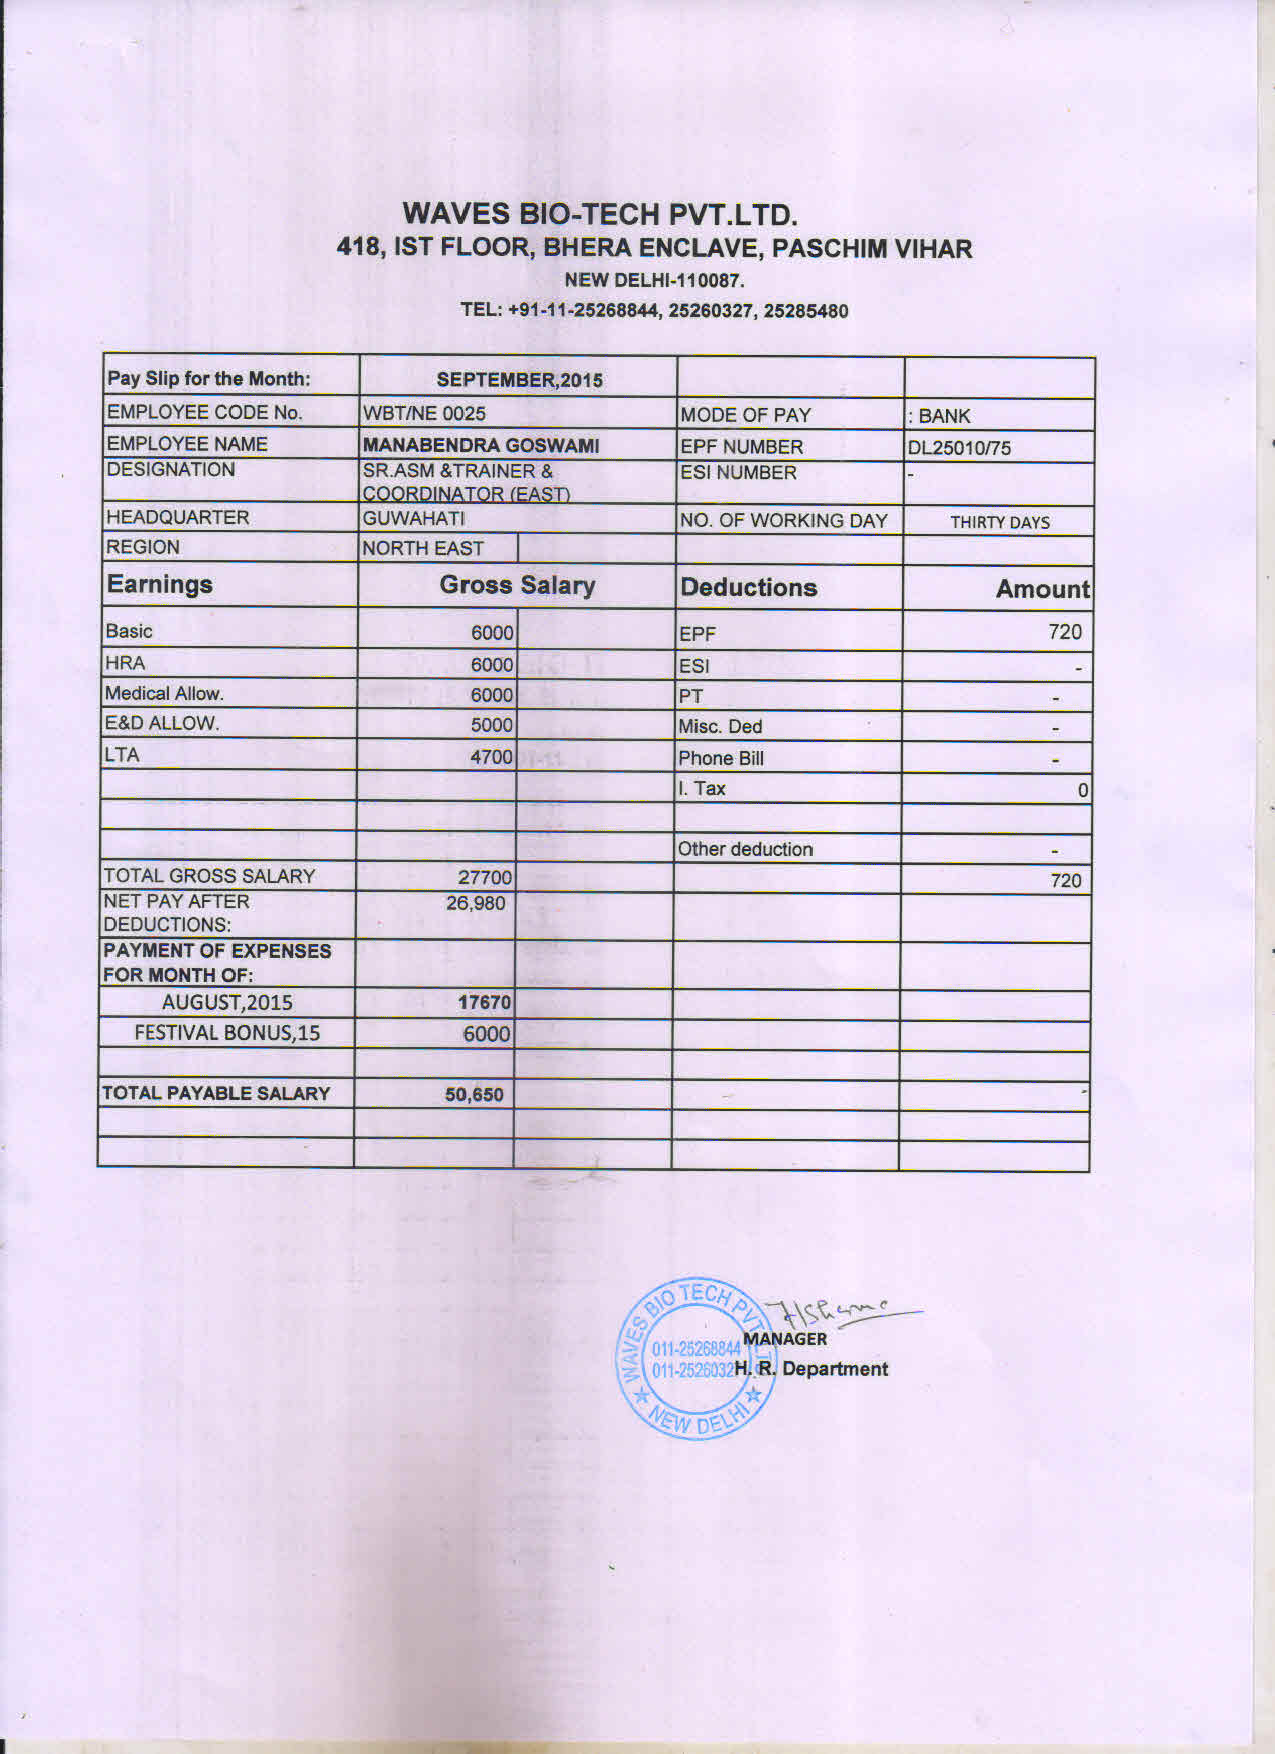 WAVES BIO-TECH PVT.LTD.
418, IST FLOOR, BHERA ENCLAVE, PASCHIM VIHAR
NEW DELHI-110087.
TEL: +91-11-25268844, 25260327, 25285480
Pay Slip for the Month: SEPTEMBER,2015
EMPLOYEE CODE No. WBT/NE 0025 MODE OF PAY : BANK
EMPLOYEE NAME MANABENDRA GOSWAMI EPF NUMBER DL25010/75
DESIGNATION SR.ASM &TRAINER & ESI NUMBER -
COORDINATOR (EAST)
HEADQUARTER GUWAHATI NO. OF WORKING DAY THIRTY DAYS
REGION NORTH EAST
Earnings Gross Salary Deductions Amount
Basic 6000 EPF 720
HRA 6000 ESI -
Medical Allow. 6000 PT -
E&D ALLOW. 5000 Misc. Ded -
LTA 4700 Phone Bill -
I. Tax 0
Other deduction -
TOTAL GROSS SALARY 27700 720
NET PAY AFTER 26,980
DEDUCTIONS:
PAYMENT OF EXPENSES
FOR MONTH OF:
AUGUST,2015 17670
FESTIVAL BONUS,15 6000
TOTAL PAYABLE SALARY 50,650 -
WAVES BIO TECH PVT. LTD.
011-25268844
011-2526032
NEW DELHI
MANAGER
H. R. Department